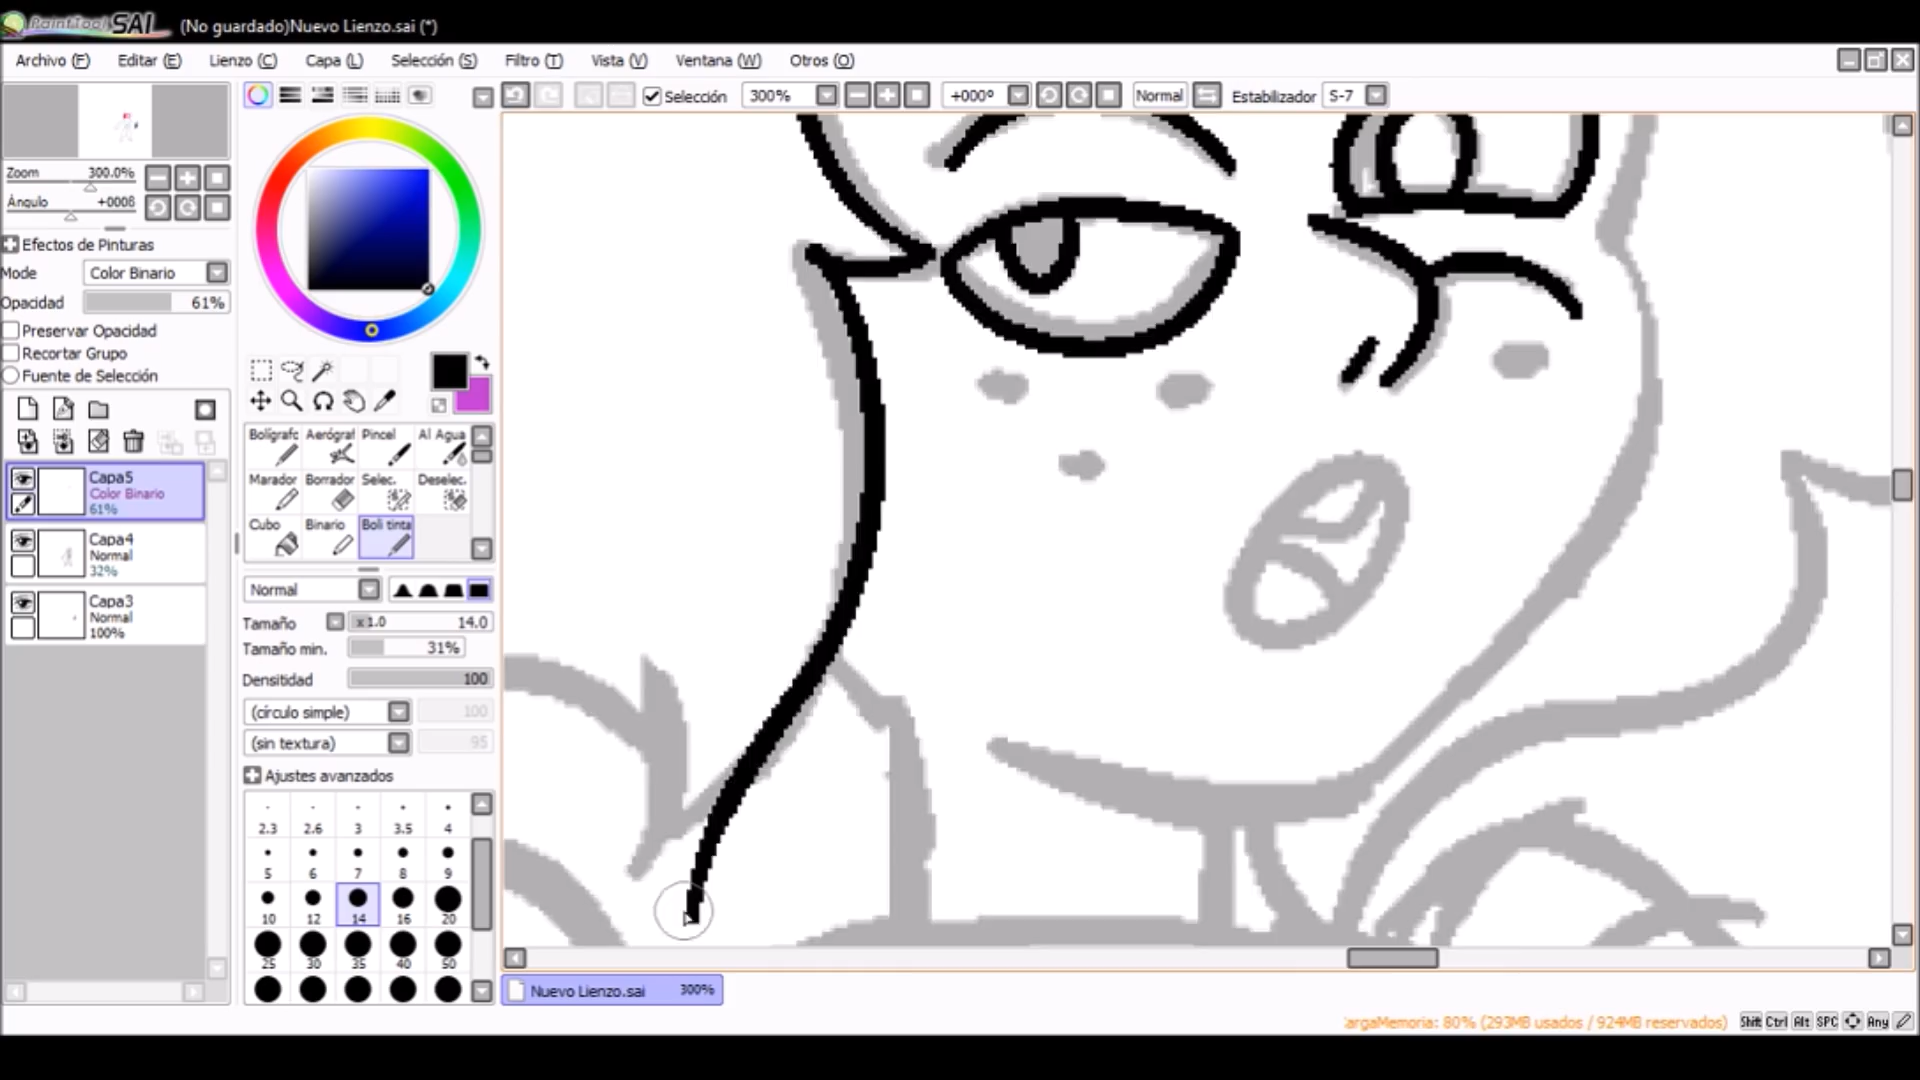 PaintTool SAI (No guardado)Nuevo Lienzo.sai (*)
Archivo (F) Editar (E) Lienzo (C) Capa (L) Selección (S) Filtro (T) Vista (V) Ventana (W) Otros (O)
Selección 300% +000º Normal Estabilizador S-7
Zoom 300.0%
Ángulo +000ß
Efectos de Pinturas
Mode Color Binario
Opacidad 61%
Preservar Opacidad
Recortar Grupo
Fuente de Selección
Capa5
Color Binario
61%
Capa4
Normal
32%
Capa3
Normal
100%
Bolígrafc Aerógraf Pincel Al Agua
Marador Borrador Selec. Deselec.
Cubo Binario Boli tinta
Normal
Tamaño x1.0 14.0
Tamaño min. 31%
Densitidad 100
(círculo simple) 100
(sin textura) 95
Ajustes avanzados
2.3 2.6 3 3.5 4
5 6 7 8 9
10 12 14 16 20
25 30 35 40 50
Nuevo Lienzo.sai 300%
argaMemoria: 80% (293MB usados / 924MB reservados) Shift Ctrl Alt SPC Any